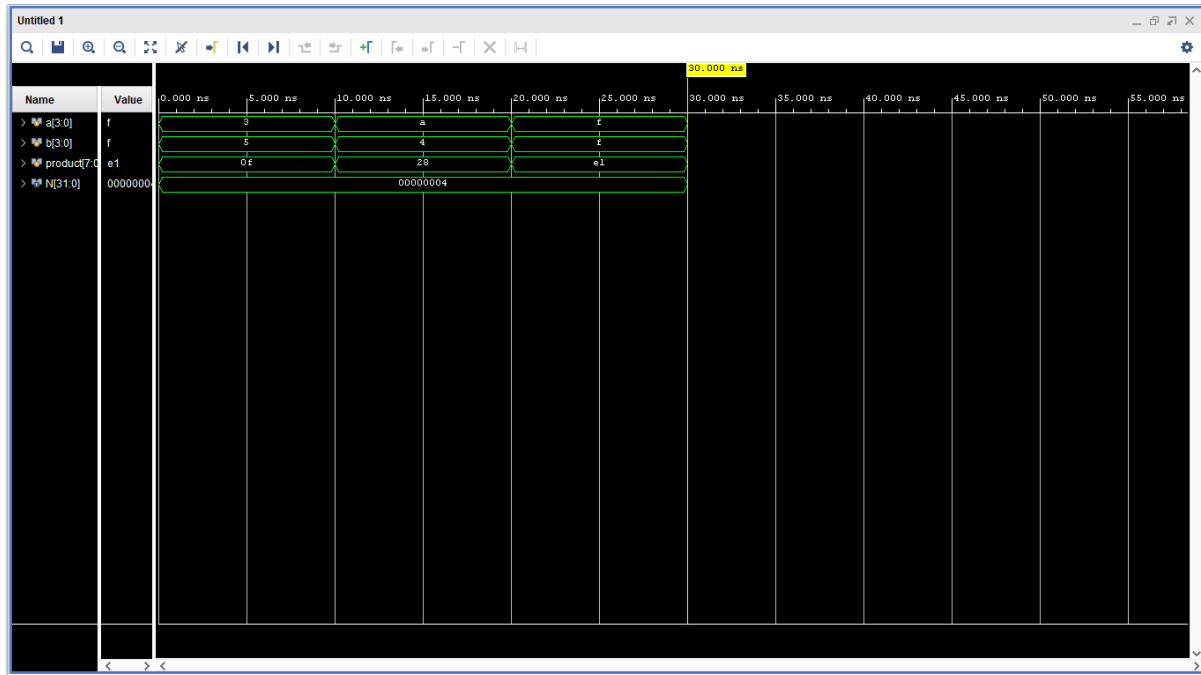 Untitled 1
30.000 ns
Name Value 0.000 ns 5.000 ns 10.000 ns 15.000 ns 20.000 ns 25.000 ns 30.000 ns 35.000 ns 40.000 ns 45.000 ns 50.000 ns 55.000 ns
a[3:0] f 3 a f
b[3:0] f 5 4 f
product[7:0 e1 0f 28 e1
N[31:0] 00000004 00000004